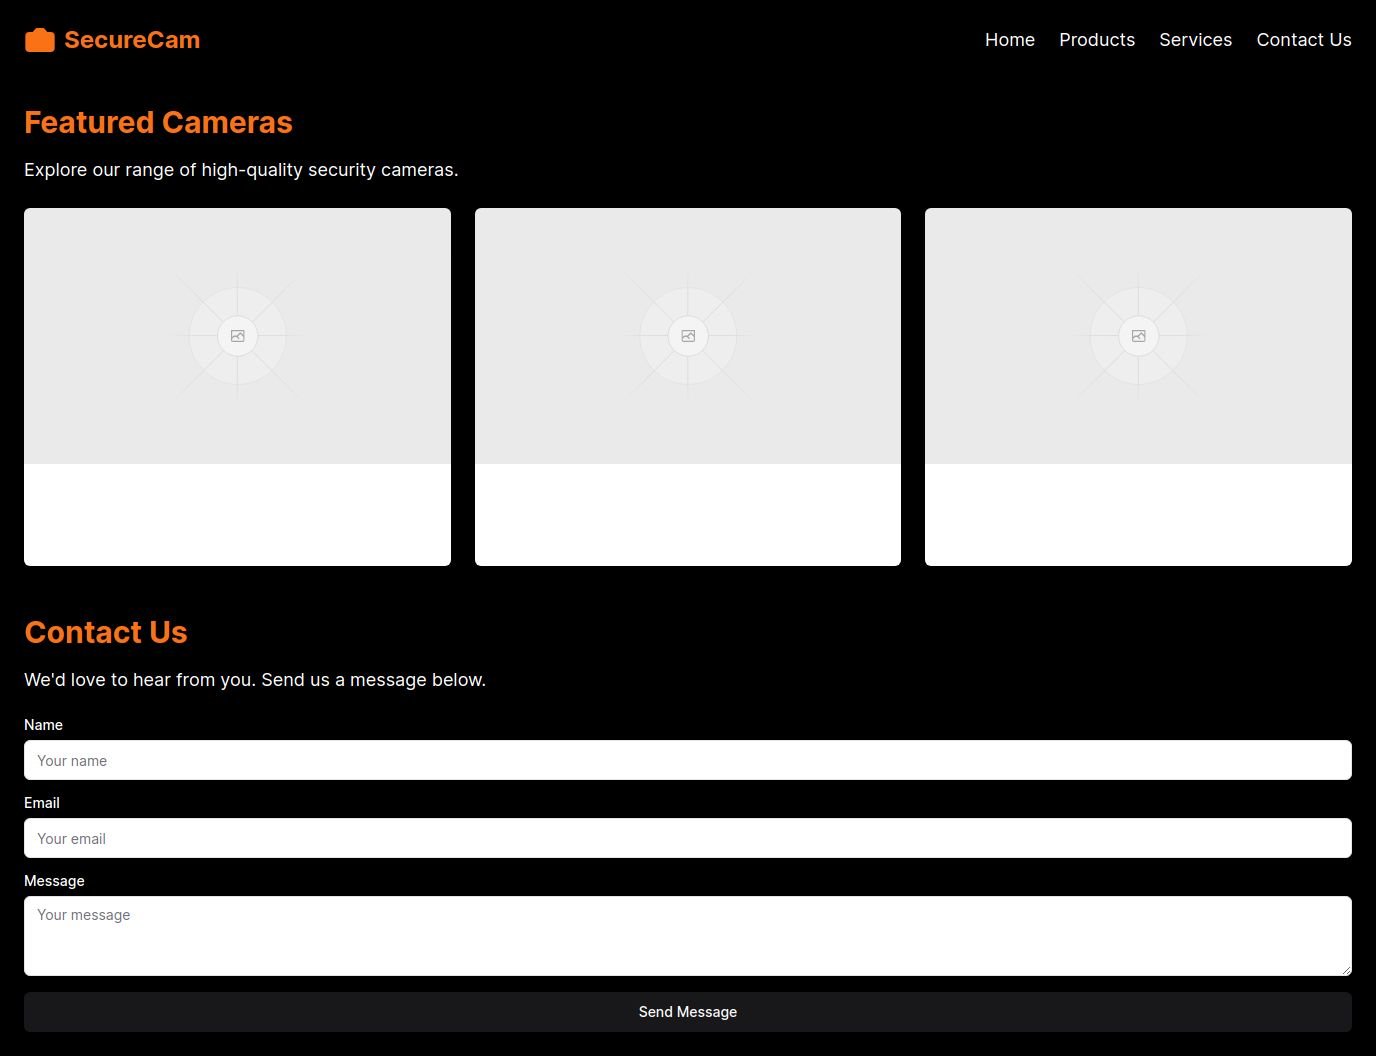 SecureCam
Home Products Services Contact Us
Featured Cameras
Explore our range of high-quality security cameras.
Contact Us
We'd love to hear from you. Send us a message below.
Name
Your name
Email
Your email
Message
Your message
Send Message